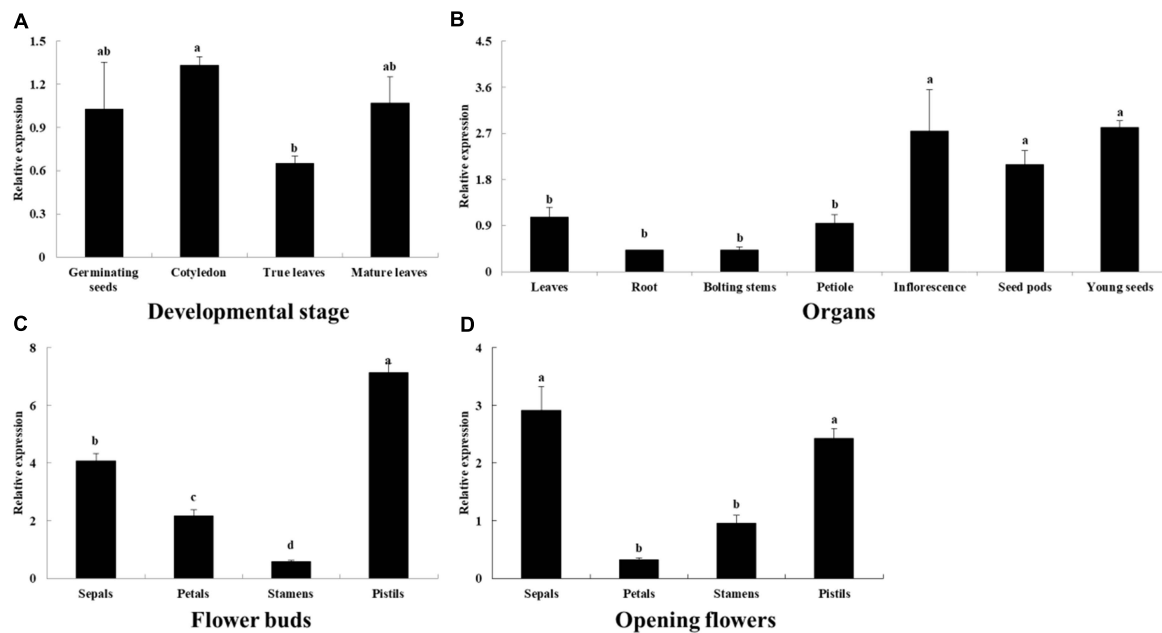 A
1.5
1.2
0.9
0.6
0.3
0
Relative expression
ab
a
b
ab
Germinating
seeds
Cotyledon
True leaves
Mature leaves
Developmental stage
B
4.5
3.6
2.7
1.8
0.9
0
Relative expression
b
b
b
b
a
a
a
Leaves
Root
Bolting stems
Petiole
Inflorescence
Seed pods
Young seeds
Organs
C
8
6
4
2
0
Relative expression
b
c
d
a
Sepals
Petals
Stamens
Pistils
Flower buds
D
4
3
2
1
0
Relative expression
a
b
b
a
Sepals
Petals
Stamens
Pistils
Opening flowers